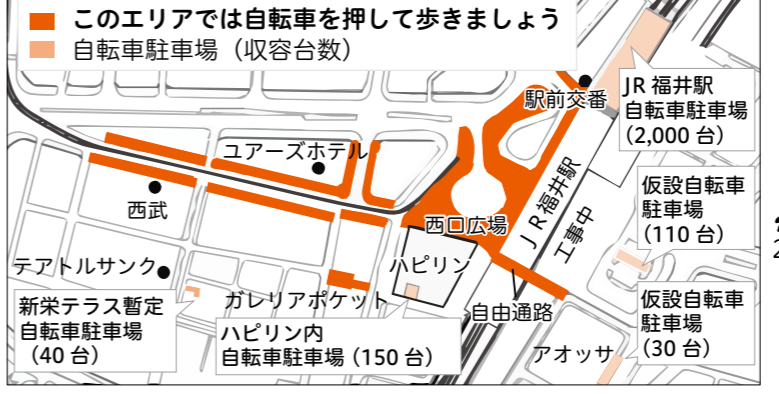 このエリアでは自転車を押して歩きましょう
自転車駐車場（収容台数）
駅前交番
JR 福井駅
自転車駐車場
（2,000 台）
ユアーズホテル
西武
西口広場
ＪＲ福井駅
工事中
仮設自転車
駐車場
（110 台）
テアトルサンク
ハピリン
ガレリアポケット
自由通路
新栄テラス暫定
自転車駐車場
（40 台）
ハピリン内
自転車駐車場（150 台）
アオッサ
仮設自転車
駐車場
（30 台）